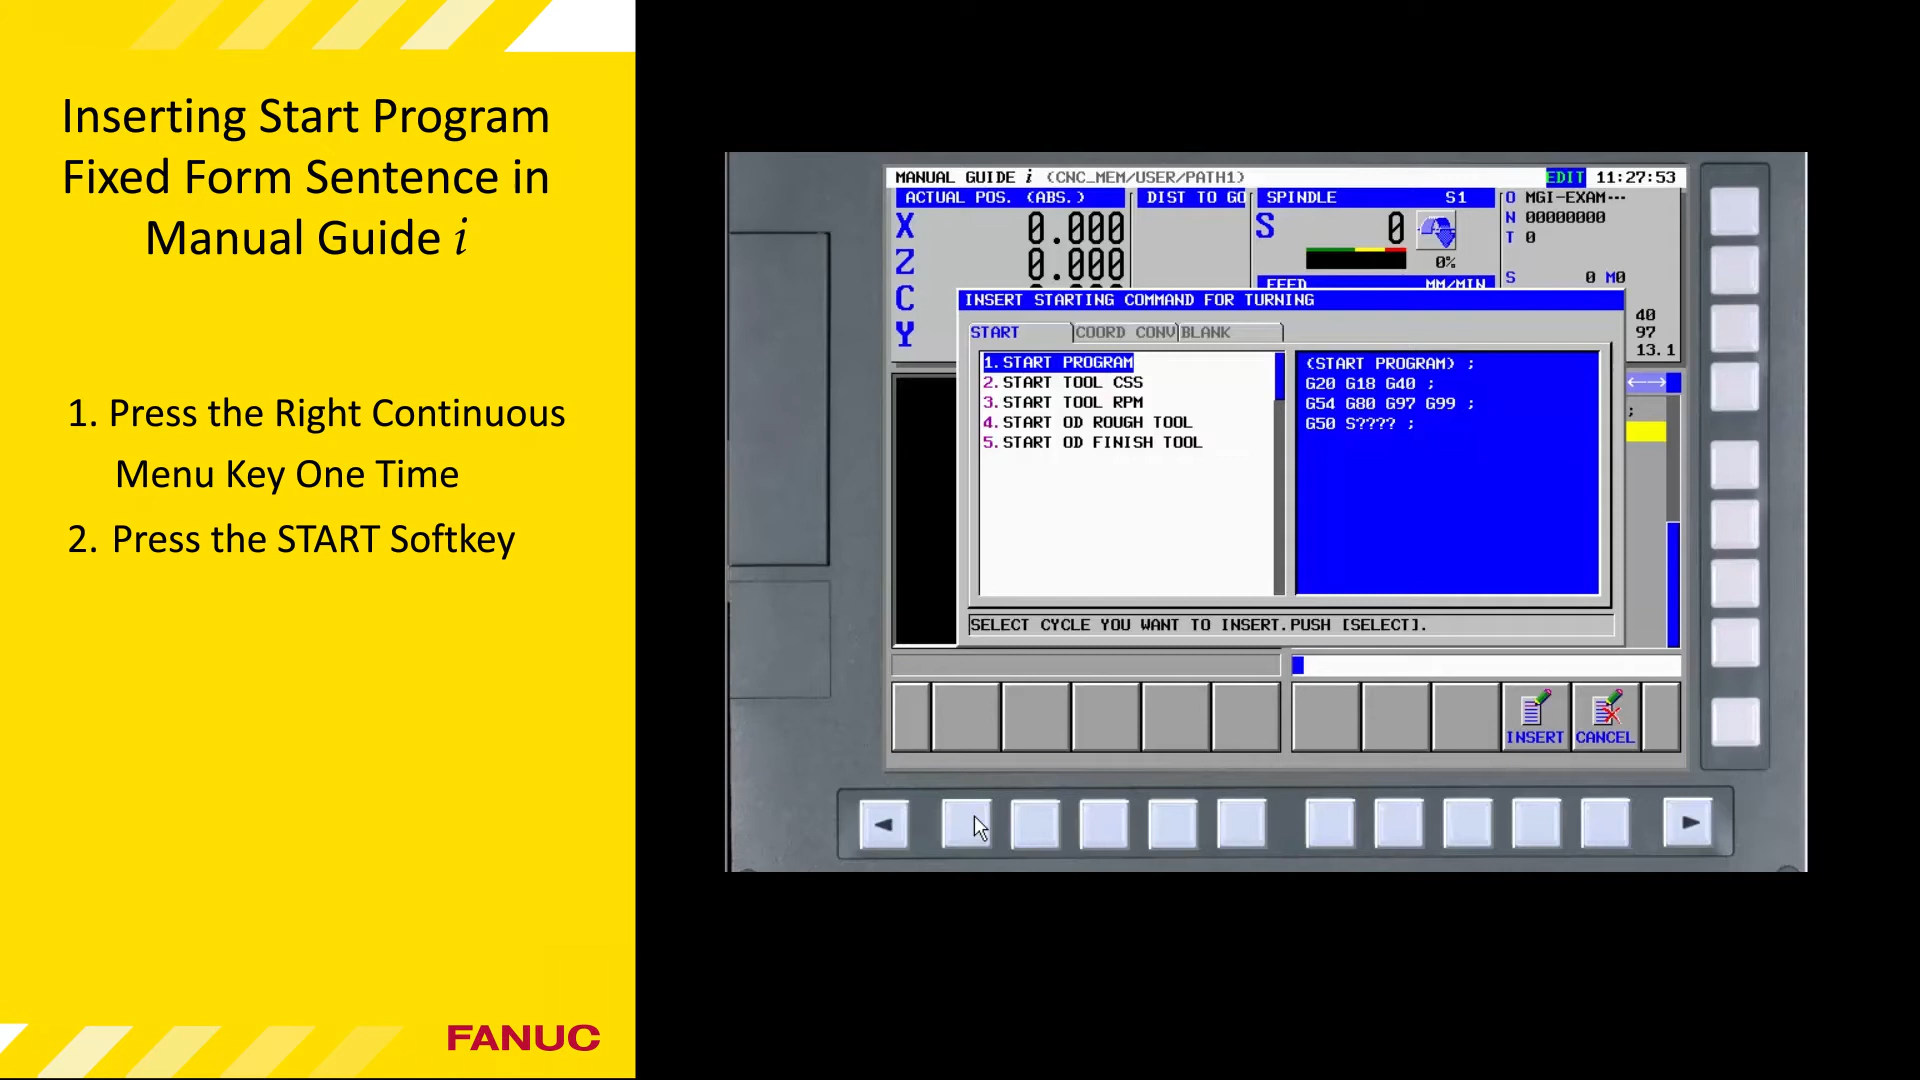 Inserting Start Program
Fixed Form Sentence in
Manual Guide i
1. Press the Right Continuous
Menu Key One Time
2. Press the START Softkey
FANUC
MANUAL GUIDE i (CNC_MEM/USER/PATH1)
EDIT 11:27:53
ACTUAL POS. (ABS.)
DIST TO GO
SPINDLE S1
O MGI-EXAM···
N 00000000
T 0
X 0.000
Z 0.000
C
Y
S 0
0%
S 0 M0
FEED MM/MIN
40
97
13.1
;
INSERT STARTING COMMAND FOR TURNING
START
COORD CONV
BLANK
1.START PROGRAM
2.START TOOL CSS
3.START TOOL RPM
4.START OD ROUGH TOOL
5.START OD FINISH TOOL
(START PROGRAM) ;
G20 G18 G40 ;
G54 G80 G97 G99 ;
G50 S???? ;
SELECT CYCLE YOU WANT TO INSERT.PUSH [SELECT].
INSERT
CANCEL